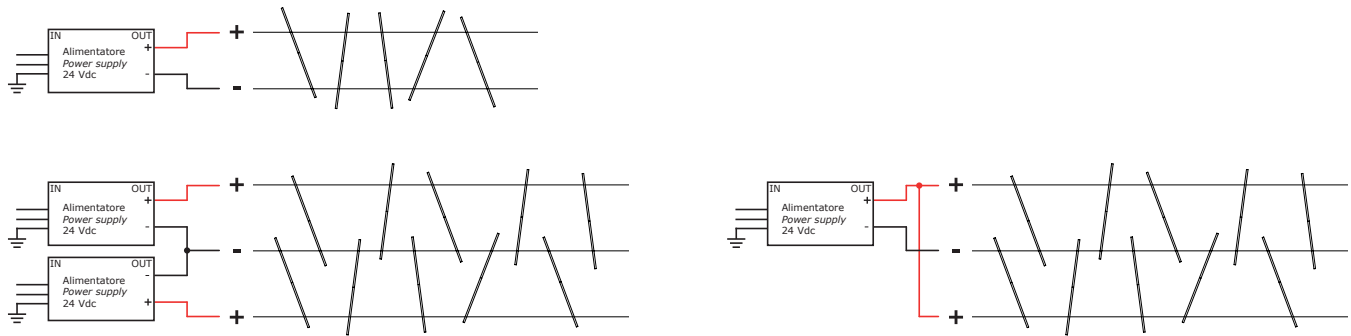 IN OUT
Alimentatore
Power supply
24 Vdc
+
-
+
-
IN OUT
Alimentatore
Power supply
24 Vdc
+
-
+
-
IN OUT
Alimentatore
Power supply
24 Vdc
-
+
+
IN OUT
Alimentatore
Power supply
24 Vdc
+
-
+
-
+